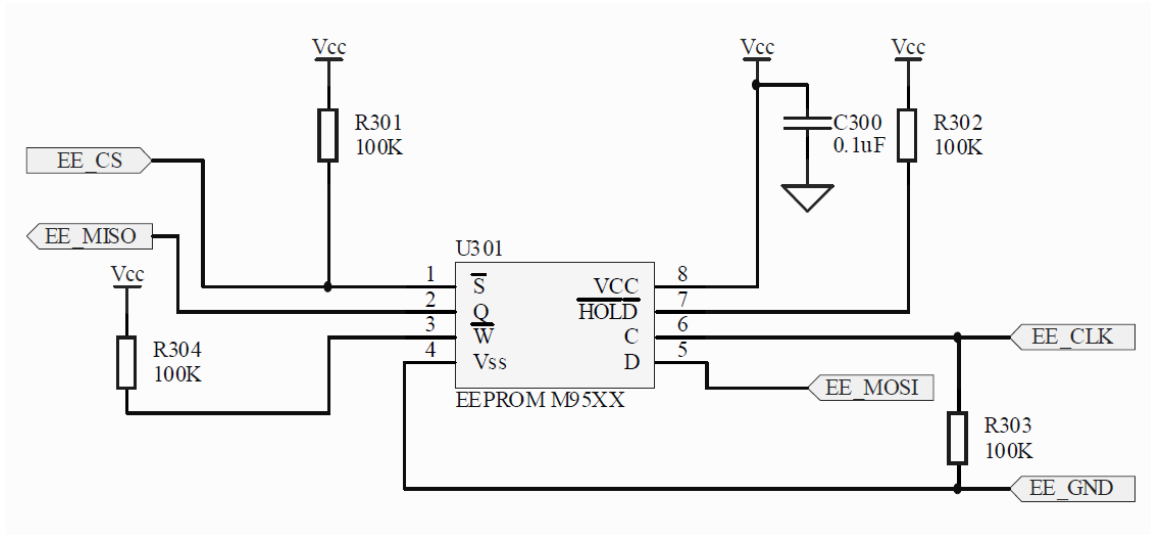 Vcc
Vcc
Vcc
R301
100K
C300
0.1uF
R302
100K
EE_CS
EE_MISO
U301
Vcc
1
S
VCC
8
2
Q
HOLD
7
3
W
C
6
EE_CLK
4
Vss
D
5
R304
100K
EE_MOSI
EEPROM M95XX
R303
100K
EE_GND